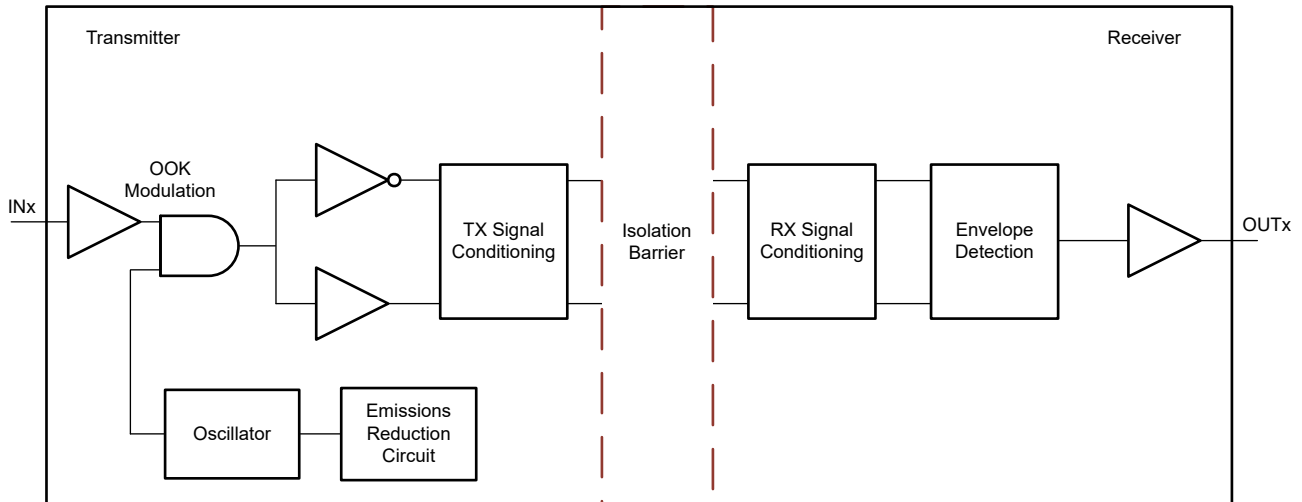 Transmitter
Receiver
OOK
Modulation
INx
TX Signal
Conditioning
Isolation
Barrier
RX Signal
Conditioning
Envelope
Detection
OUTx
Oscillator
Emissions
Reduction
Circuit